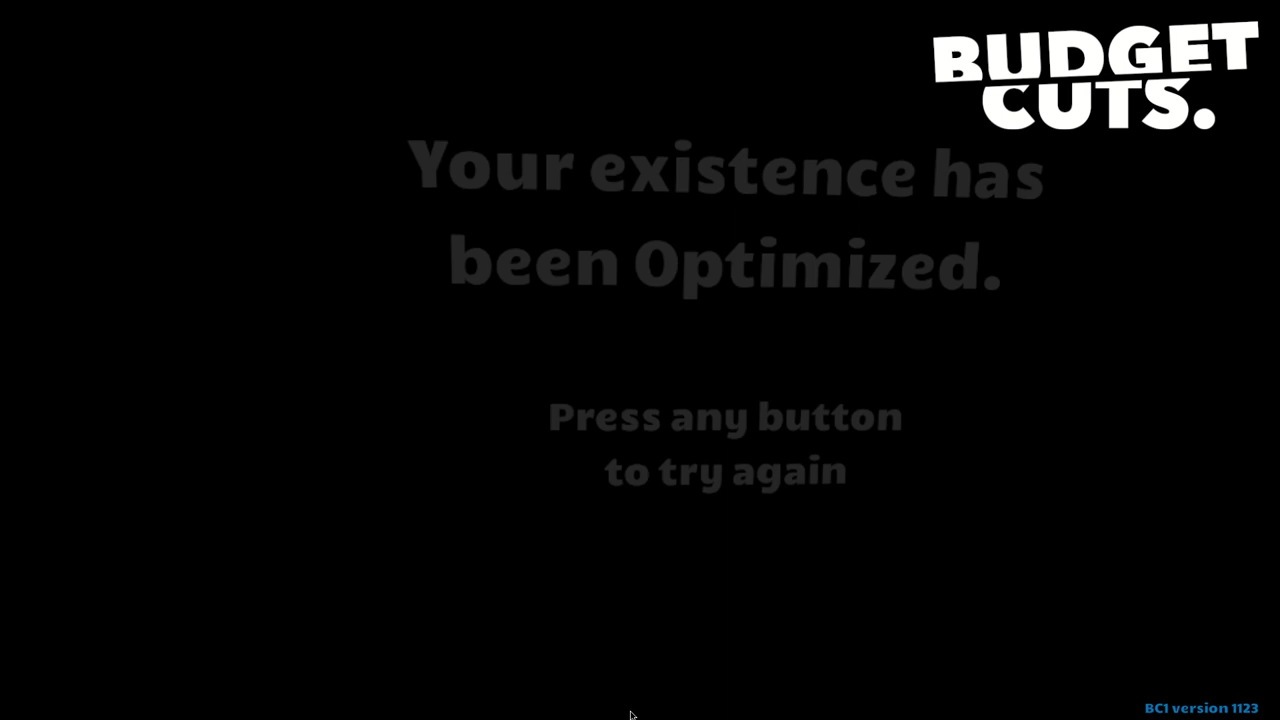 BUDGET
CUTS.
Your existence has
been Optimized.
Press any button
to try again
BC1 version 1123